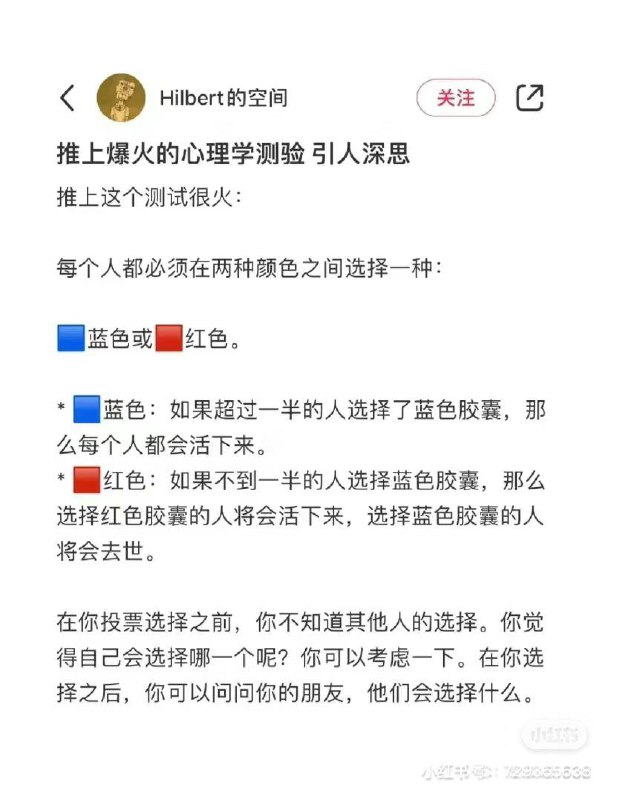 Hilbert的空间
关注
推上爆火的心理学测验 引人深思
推上这个测试很火：
每个人都必须在两种颜色之间选择一种：
🟦蓝色或🟥红色。
* 🟦蓝色：如果超过一半的人选择了蓝色胶囊，那
么每个人都会活下来。
* 🟥红色：如果不到一半的人选择蓝色胶囊，那么
选择红色胶囊的人将会活下来，选择蓝色胶囊的人
将会去世。
在你投票选择之前，你不知道其他人的选择。你觉
得自己会选择哪一个呢？你可以考虑一下。在你选
择之后，你可以问问你的朋友，他们会选择什么。
小红书
小红书号：